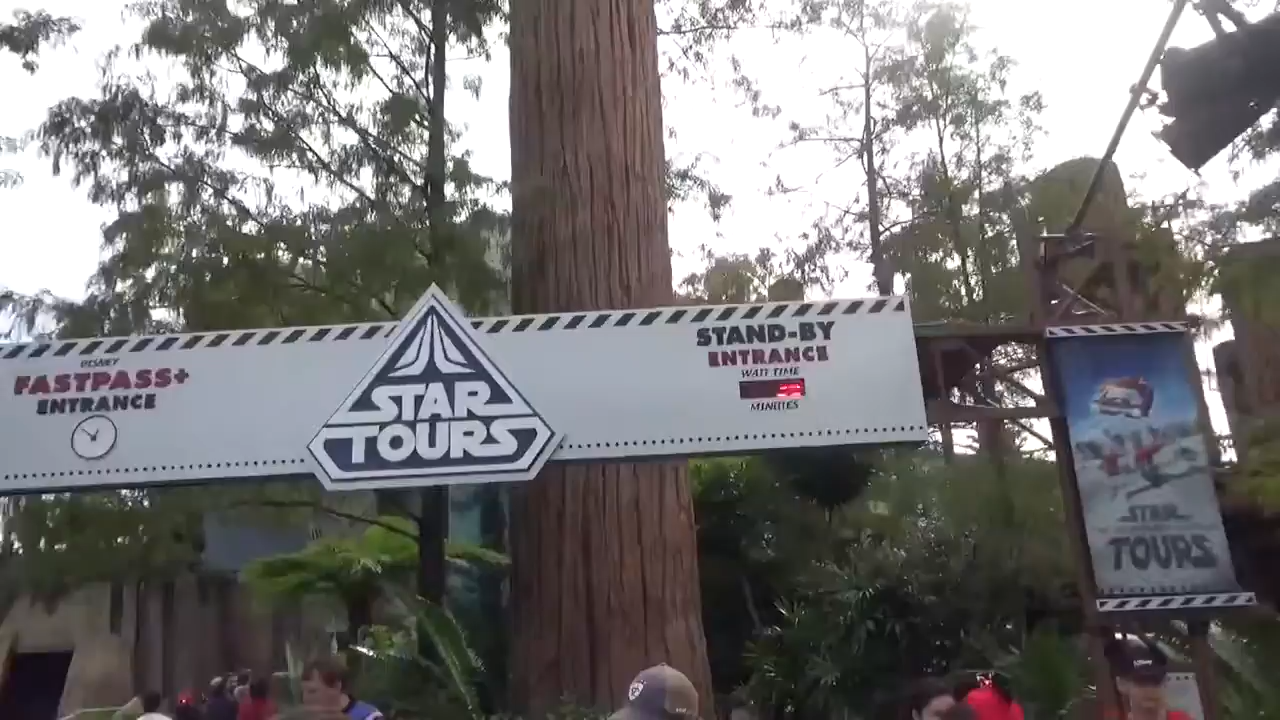 DISNEY
FASTPASS+
ENTRANCE
STAR
TOURS
STAND-BY
ENTRANCE
WAIT TIME
MINUTES
STAR
TOURS